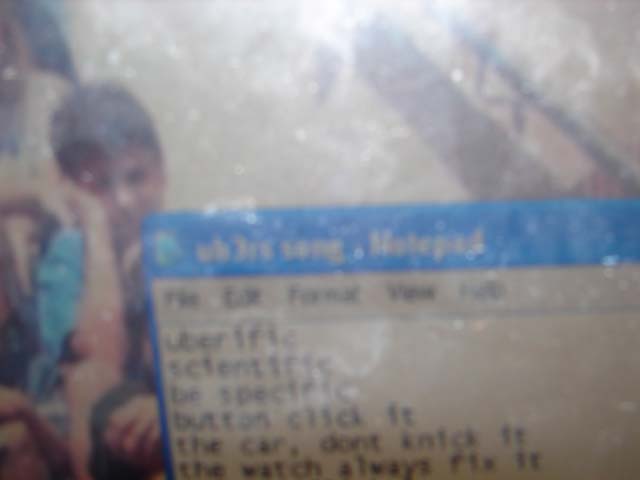 ub3rs song - Notepad
File Edit Format View Help
uberific
scientific
be specific
button click it
the car, dont knick it
the watch always fix it